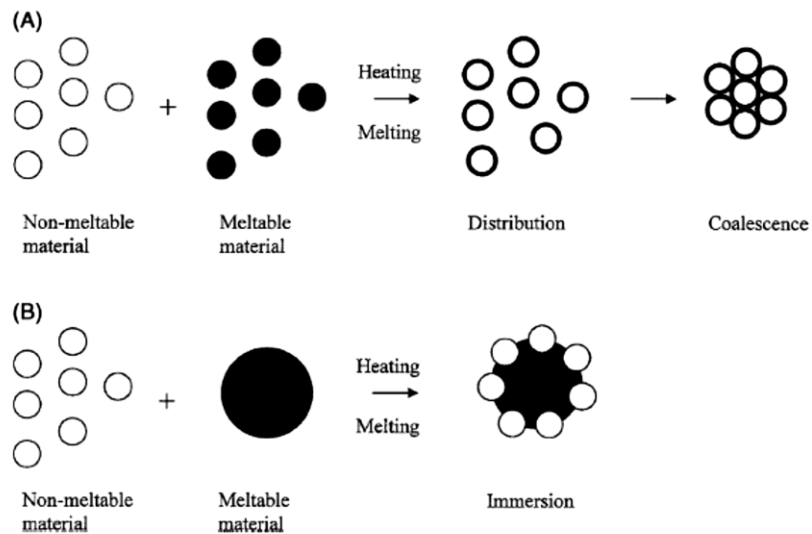 (A)
+
Heating
Melting
Non-meltable
material
Meltable
material
Distribution
Coalescence
(B)
+
Heating
Melting
Non-meltable
material
Meltable
material
Immersion